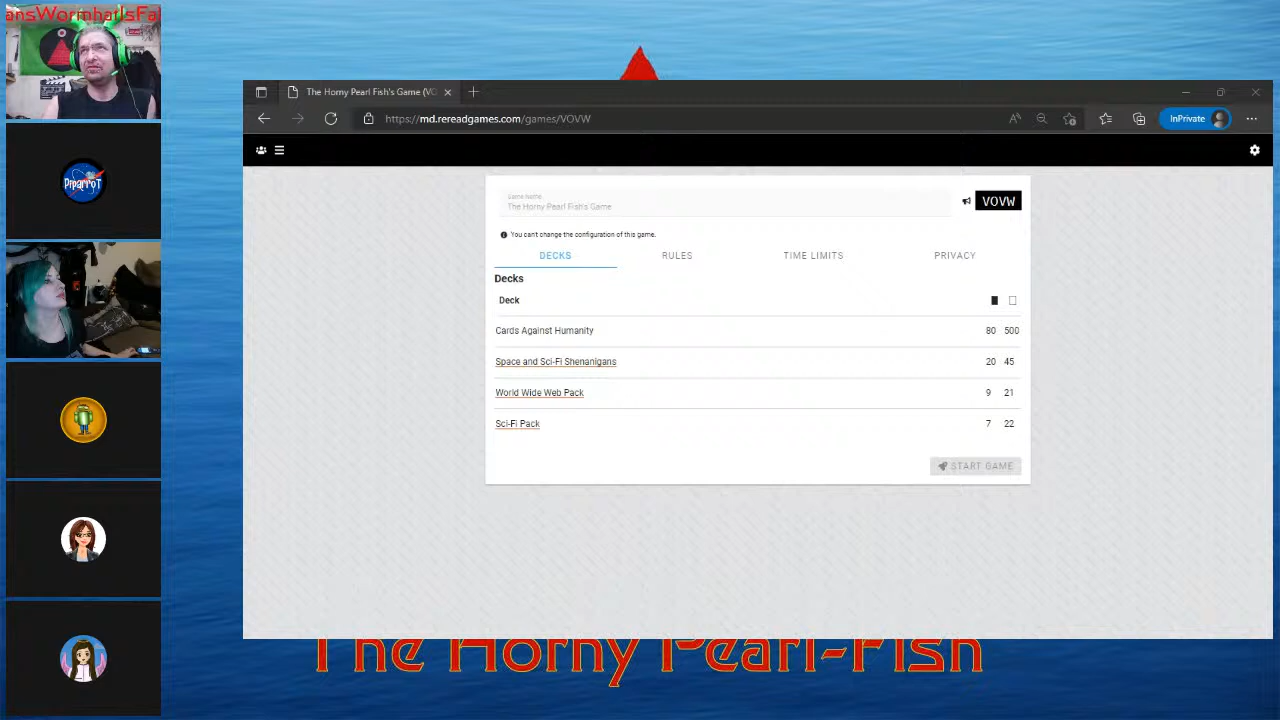 ansWormhatIsFa
PrparroT
The Horny Pearl Fish's Game (VO
https://md.rereadgames.com/games/VOVW
InPrivate
Game Name
The Horny Pearl Fish's Game
VOVW
You can't change the configuration of this game.
DECKS RULES TIME LIMITS PRIVACY
Decks
Deck
Cards Against Humanity 80 500
Space and Sci-Fi Shenanigans 20 45
World Wide Web Pack 9 21
Sci-Fi Pack 7 22
START GAME
The Horny Pearl-Fish